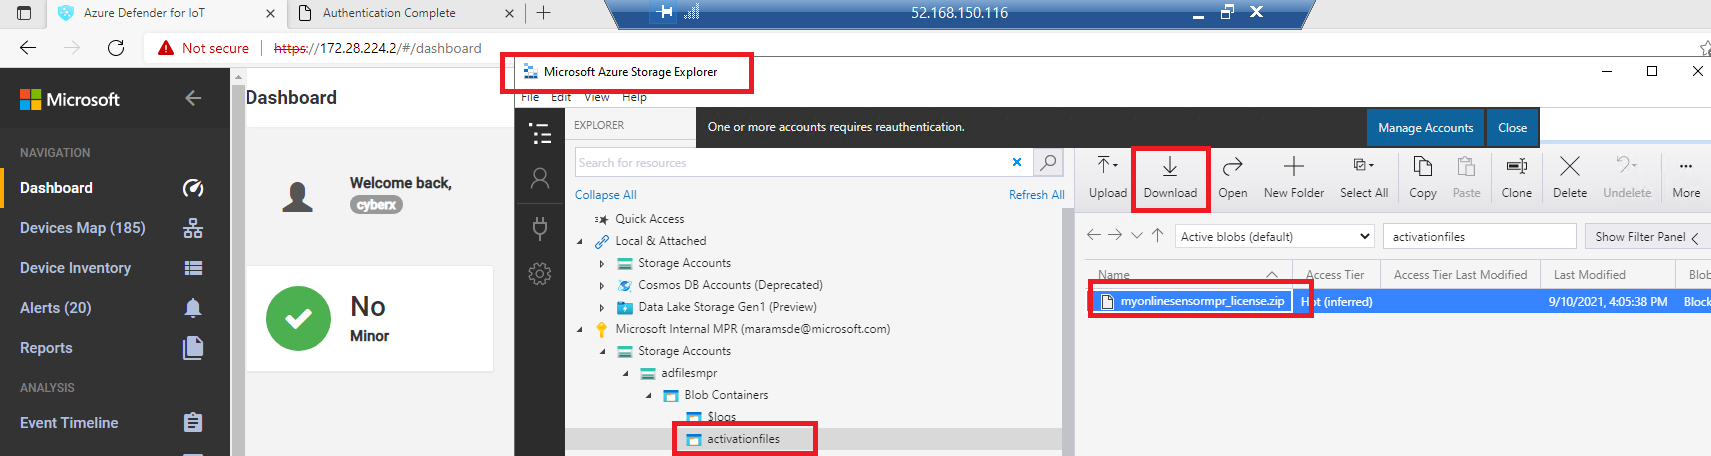 Azure Defender for IoT
Authentication Complete
52.168.150.116
Not secure
https://172.28.224.2/#/dashboard
Microsoft
Dashboard
Microsoft Azure Storage Explorer
File Edit View Help
NAVIGATION
Dashboard
Devices Map (185)
Device Inventory
Alerts (20)
Reports
ANALYSIS
Event Timeline
Welcome back,
cyberx
No
Minor
EXPLORER
One or more accounts requires reauthentication.
Manage Accounts
Close
Search for resources
Collapse All
Refresh All
Quick Access
Local & Attached
Storage Accounts
Cosmos DB Accounts (Deprecated)
Data Lake Storage Gen1 (Preview)
Microsoft Internal MPR (maramsde@microsoft.com)
Storage Accounts
adfilesmpr
Blob Containers
$logs
activationfiles
Upload Download Open New Folder Select All Copy Paste Clone Delete Undelete More
Active blobs (default)
activationfiles
Show Filter Panel
Name Access Tier Access Tier Last Modified Last Modified Blob
myonlinesensormpr_license.zip Hot (inferred) 9/10/2021, 4:05:38 PM Block